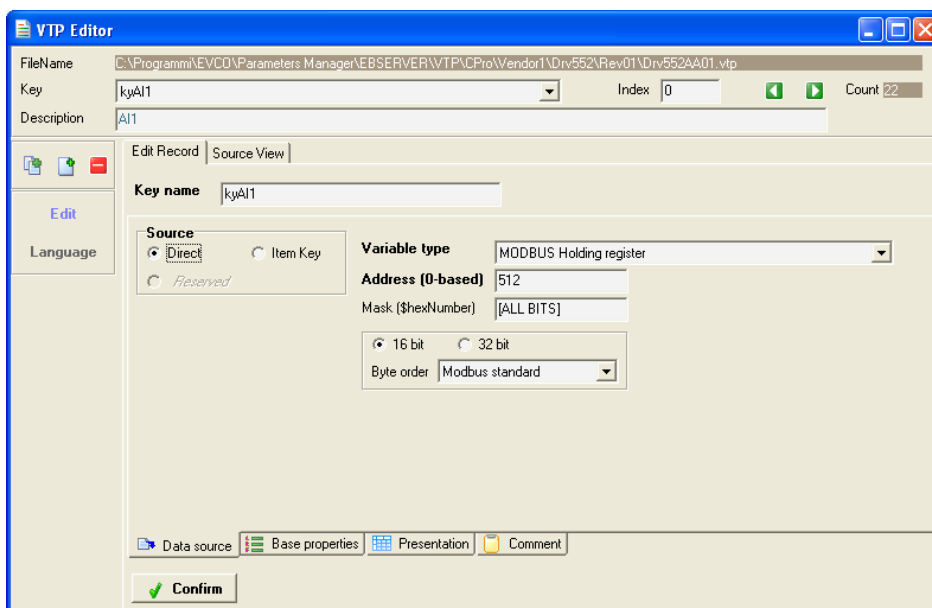 VTP Editor
FileName C:\Programmi\EVCO\Parameters Manager\EBSERVER\VTP\CPro\Vendor1\Drv552\Rev01\Drv552AA01.vtp
Key kyAI1 Index 0 Count 22
Description AI1
Edit Record Source View
Key name kyAI1
Edit
Language
Source
Direct Item Key
Reserved
Variable type MODBUS Holding register
Address (0-based) 512
Mask ($hexNumber) [ALL BITS]
16 bit 32 bit
Byte order Modbus standard
Data source Base properties Presentation Comment
Confirm